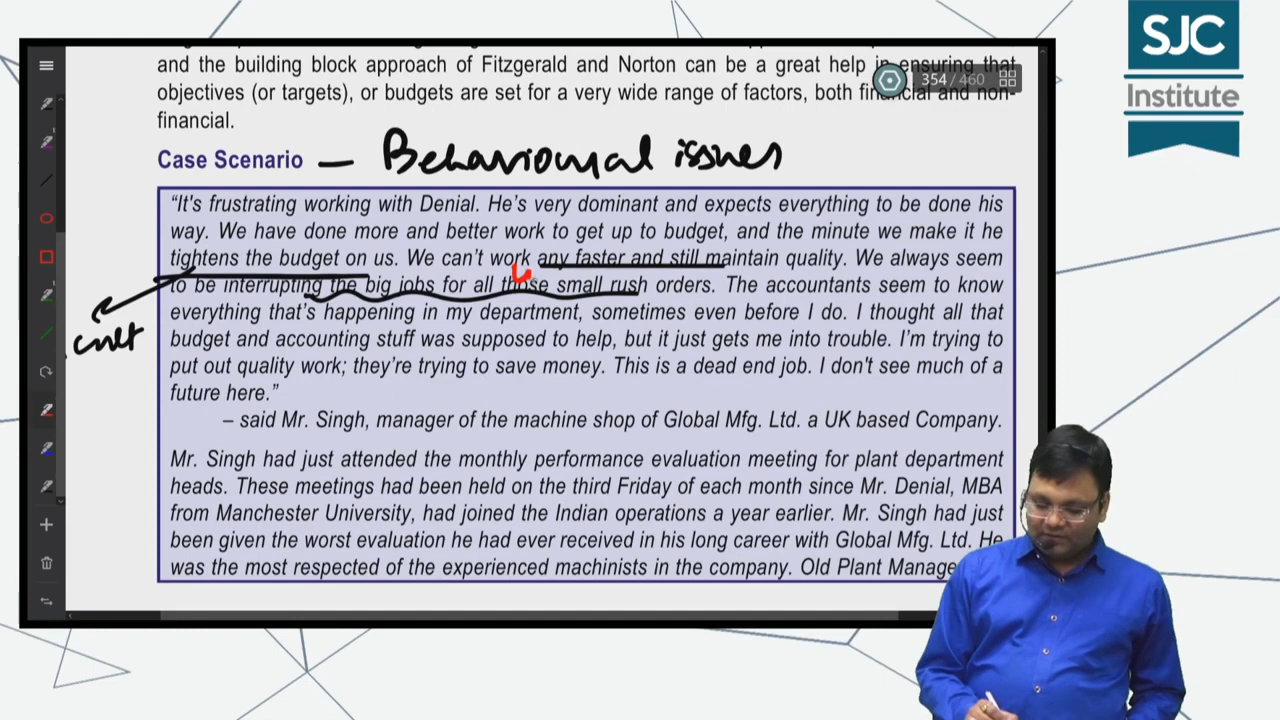 and the building block approach of Fitzgerald and Norton can be a great help in ensuring that
354 / 460
objectives (or targets), or budgets are set for a very wide range of factors, both financial and non-
financial.
Case Scenario — Behaviournal issues
"It's frustrating working with Denial. He's very dominant and expects everything to be done his
way. We have done more and better work to get up to budget, and the minute we make it he
tightens the budget on us. We can't work any faster and still maintain quality. We always seem
to be interrupting the big jobs for all those small rush orders. The accountants seem to know
everything that's happening in my department, sometimes even before I do. I thought all that
budget and accounting stuff was supposed to help, but it just gets me into trouble. I'm trying to
put out quality work; they're trying to save money. This is a dead end job. I don't see much of a
future here."
– said Mr. Singh, manager of the machine shop of Global Mfg. Ltd. a UK based Company.
Mr. Singh had just attended the monthly performance evaluation meeting for plant department
heads. These meetings had been held on the third Friday of each month since Mr. Denial, MBA
from Manchester University, had joined the Indian operations a year earlier. Mr. Singh had just
been given the worst evaluation he had ever received in his long career with Global Mfg. Ltd. He
was the most respected of the experienced machinists in the company. Old Plant Manage
SJC
Institute